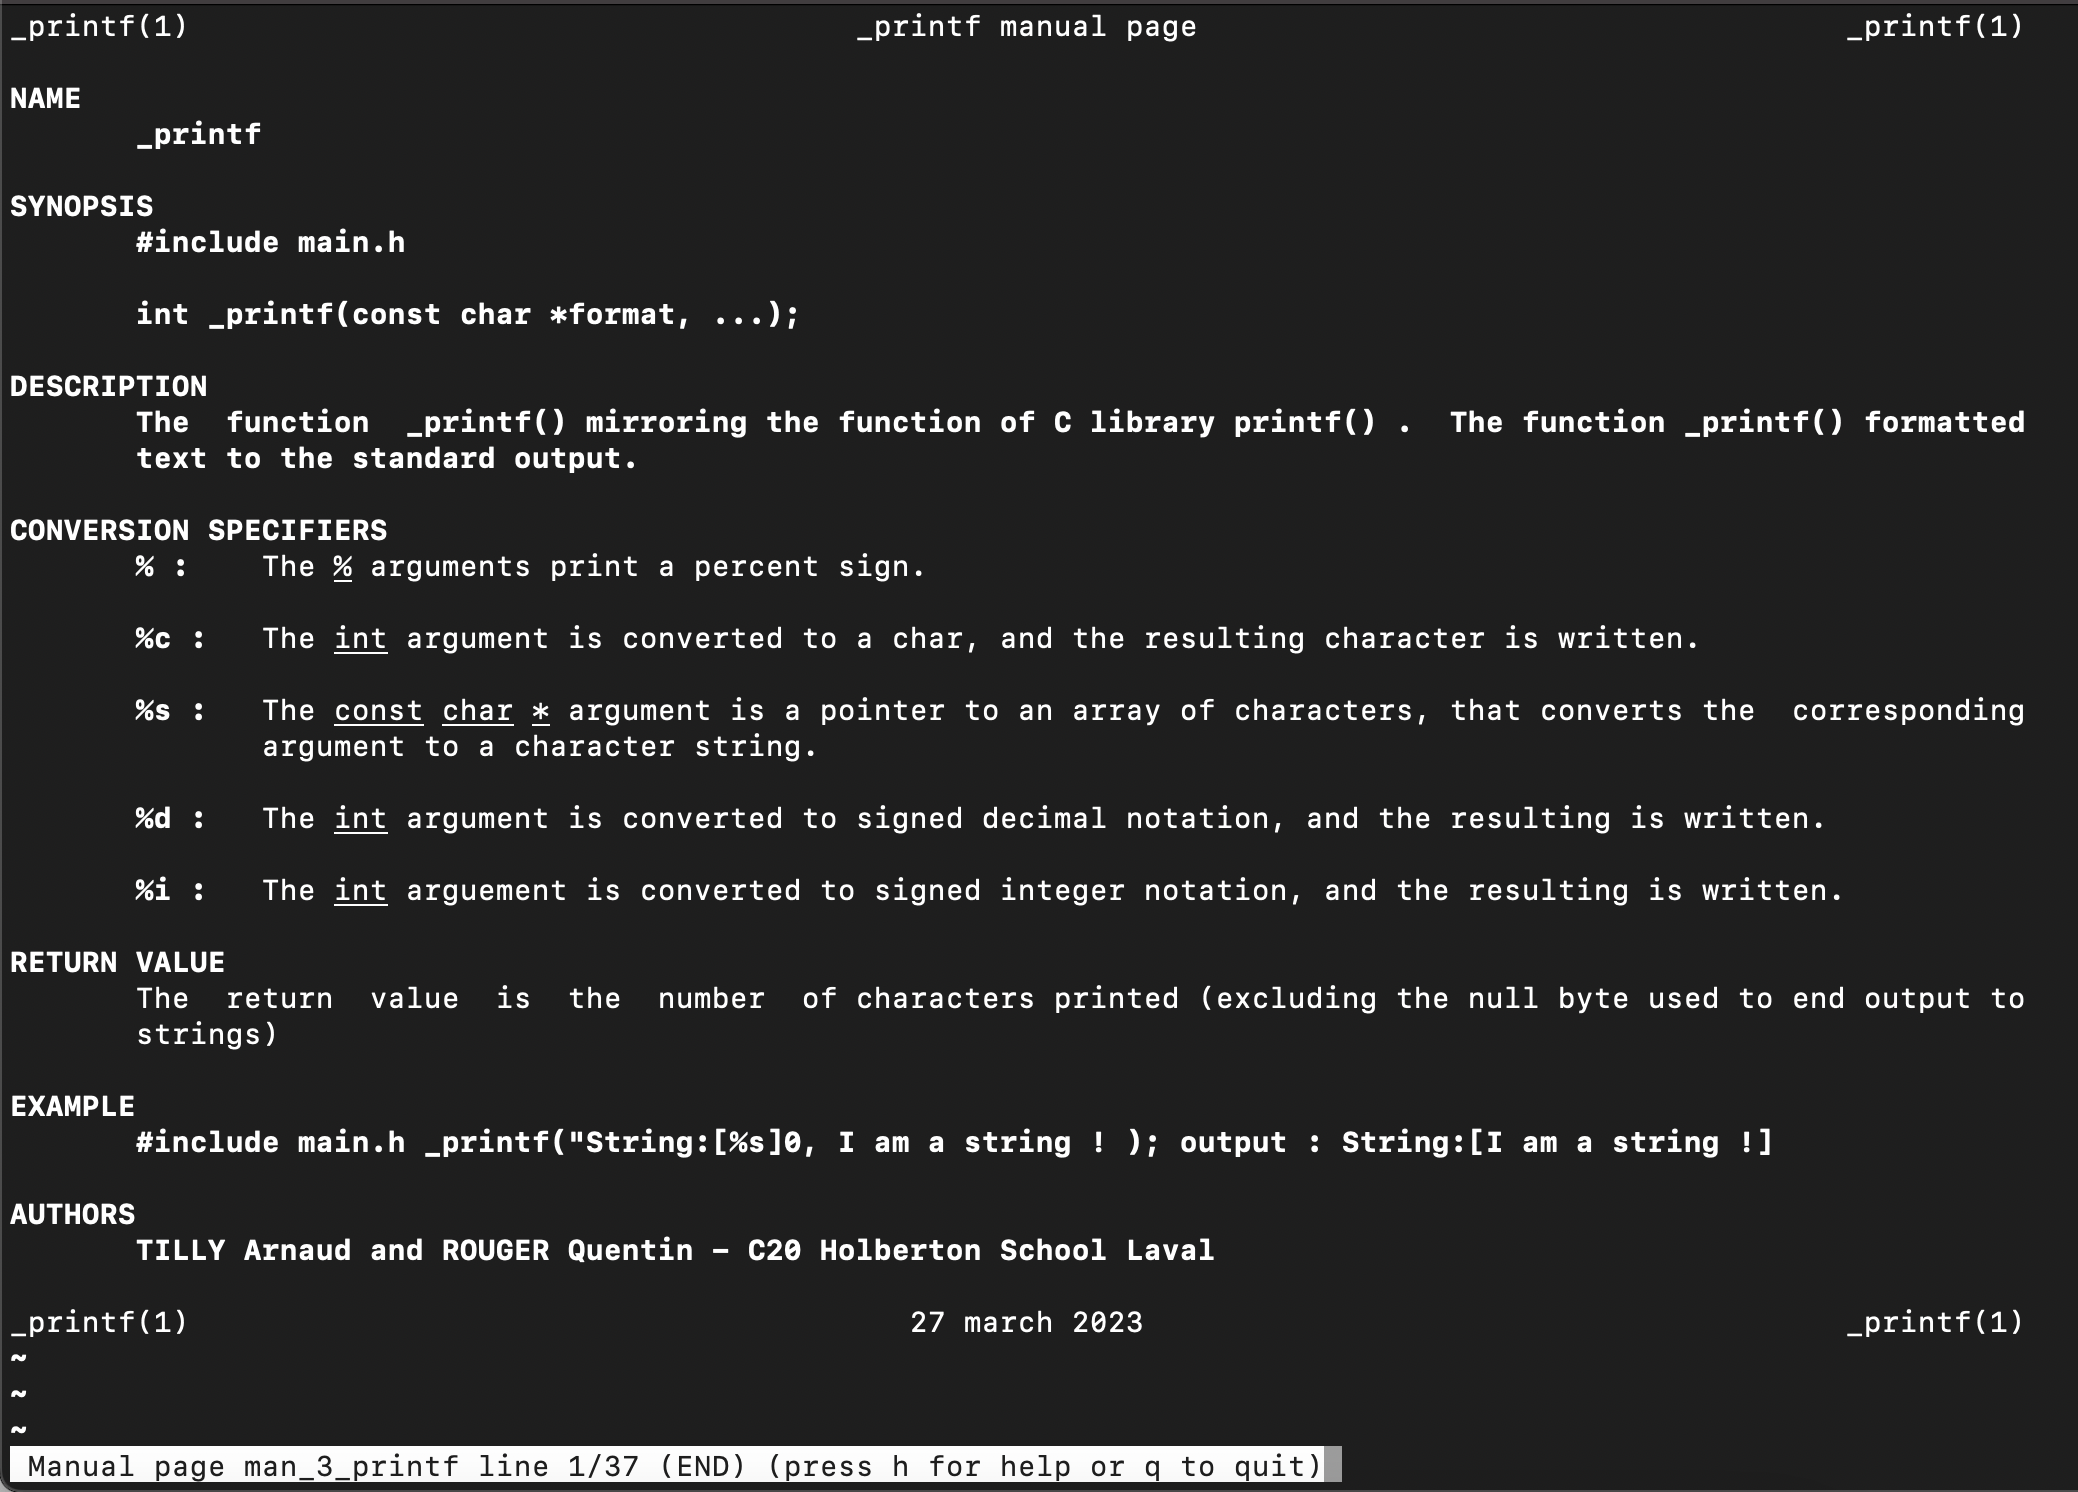 _printf(1) _printf manual page _printf(1)
NAME
_printf
SYNOPSIS
#include main.h
int _printf(const char *format, ...);
DESCRIPTION
The function _printf() mirroring the function of C library printf() . The function _printf() formatted
text to the standard output.
CONVERSION SPECIFIERS
% : The % arguments print a percent sign.
%c : The int argument is converted to a char, and the resulting character is written.
%s : The const char * argument is a pointer to an array of characters, that converts the corresponding
argument to a character string.
%d : The int argument is converted to signed decimal notation, and the resulting is written.
%i : The int arguement is converted to signed integer notation, and the resulting is written.
RETURN VALUE
The return value is the number of characters printed (excluding the null byte used to end output to
strings)
EXAMPLE
#include main.h _printf("String:[%s]0, I am a string ! ); output : String:[I am a string !]
AUTHORS
TILLY Arnaud and ROUGER Quentin – C20 Holberton School Laval
_printf(1) 27 march 2023 _printf(1)
~
~
~
Manual page man_3_printf line 1/37 (END) (press h for help or q to quit)